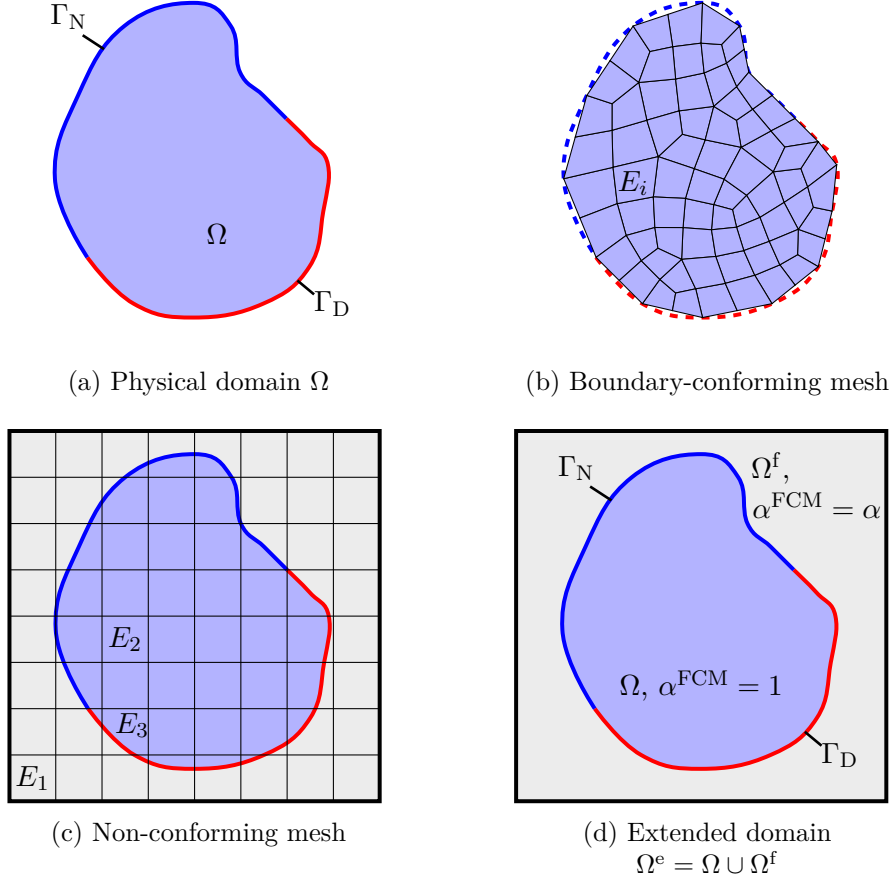 Γ_N
Ω
Γ_D
(a) Physical domain Ω
E_i
(b) Boundary-conforming mesh
E_2
E_3
E_1
(c) Non-conforming mesh
Γ_N
Ω^f,
α^FCM = α
Ω, α^FCM = 1
Γ_D
(d) Extended domain
Ω^e = Ω ∪ Ω^f